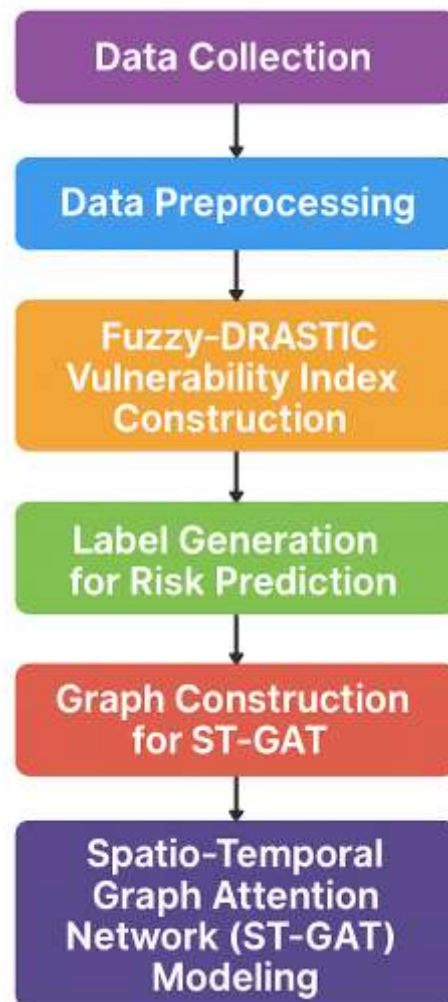 Data Collection
Data Preprocessing
Fuzzy-DRASTIC
Vulnerability Index
Construction
Label Generation
for Risk Prediction
Graph Construction
for ST-GAT
Spatio-Temporal
Graph Attention
Network (ST-GAT)
Modeling